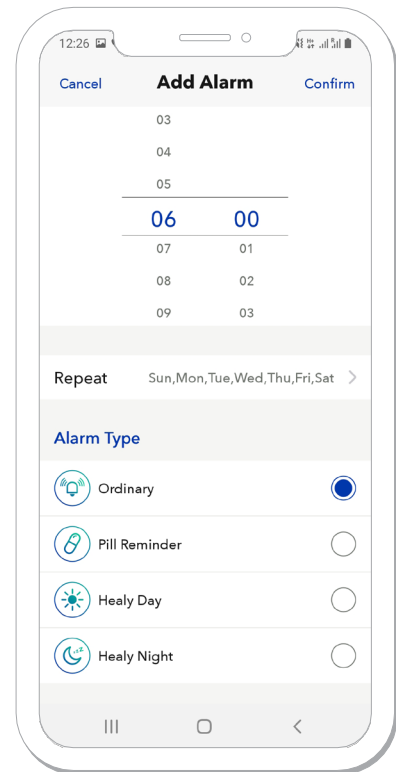 12:26
Cancel Add Alarm Confirm
03
04
05
06 00
07 01
08 02
09 03
Repeat Sun,Mon,Tue,Wed,Thu,Fri,Sat
Alarm Type
Ordinary
Pill Reminder
Healy Day
Healy Night